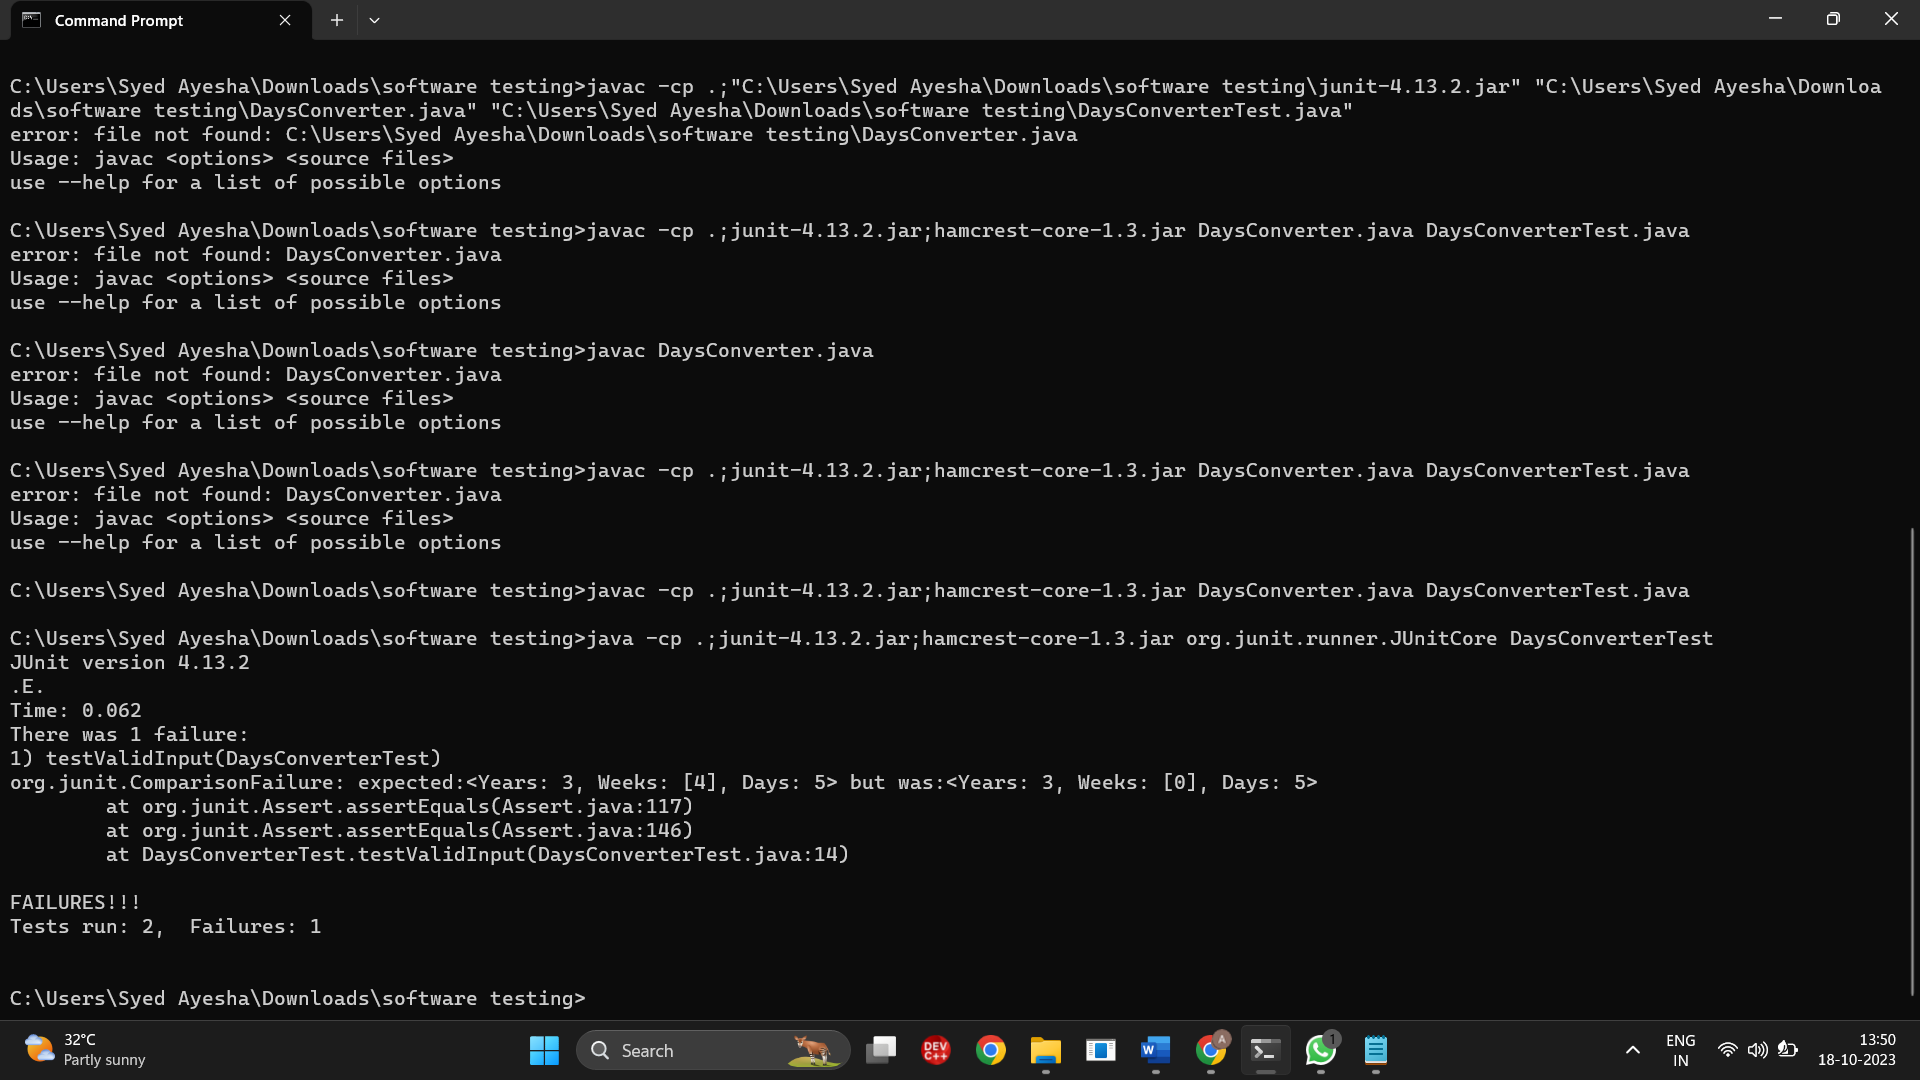 Command Prompt
C:\Users\Syed Ayesha\Downloads\software testing>javac -cp .;"C:\Users\Syed Ayesha\Downloads\software testing\junit-4.13.2.jar" "C:\Users\Syed Ayesha\Downloa
ds\software testing\DaysConverter.java" "C:\Users\Syed Ayesha\Downloads\software testing\DaysConverterTest.java"
error: file not found: C:\Users\Syed Ayesha\Downloads\software testing\DaysConverter.java
Usage: javac <options> <source files>
use --help for a list of possible options
C:\Users\Syed Ayesha\Downloads\software testing>javac -cp .;junit-4.13.2.jar;hamcrest-core-1.3.jar DaysConverter.java DaysConverterTest.java
error: file not found: DaysConverter.java
Usage: javac <options> <source files>
use --help for a list of possible options
C:\Users\Syed Ayesha\Downloads\software testing>javac DaysConverter.java
error: file not found: DaysConverter.java
Usage: javac <options> <source files>
use --help for a list of possible options
C:\Users\Syed Ayesha\Downloads\software testing>javac -cp .;junit-4.13.2.jar;hamcrest-core-1.3.jar DaysConverter.java DaysConverterTest.java
error: file not found: DaysConverter.java
Usage: javac <options> <source files>
use --help for a list of possible options
C:\Users\Syed Ayesha\Downloads\software testing>javac -cp .;junit-4.13.2.jar;hamcrest-core-1.3.jar DaysConverter.java DaysConverterTest.java
C:\Users\Syed Ayesha\Downloads\software testing>java -cp .;junit-4.13.2.jar;hamcrest-core-1.3.jar org.junit.runner.JUnitCore DaysConverterTest
JUnit version 4.13.2
.E.
Time: 0.062
There was 1 failure:
1) testValidInput(DaysConverterTest)
org.junit.ComparisonFailure: expected:<Years: 3, Weeks: [4], Days: 5> but was:<Years: 3, Weeks: [0], Days: 5>
at org.junit.Assert.assertEquals(Assert.java:117)
at org.junit.Assert.assertEquals(Assert.java:146)
at DaysConverterTest.testValidInput(DaysConverterTest.java:14)
FAILURES!!!
Tests run: 2,  Failures: 1
C:\Users\Syed Ayesha\Downloads\software testing>
32°C
Partly sunny
Search
DEV
C++
W
A
1
ENG
IN
13:50
18-10-2023